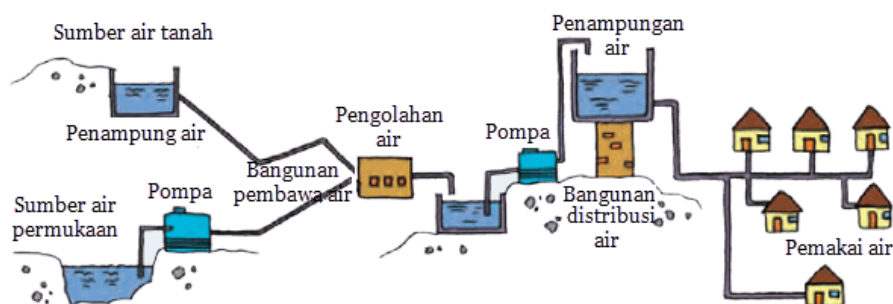 Sumber air tanah
Penampung air
Sumber air
permukaan
Pompa
Bangunan
pembawa air
Pengolahan
air
Pompa
Penampungan
air
Bangunan
distribusi
air
Pemakai air